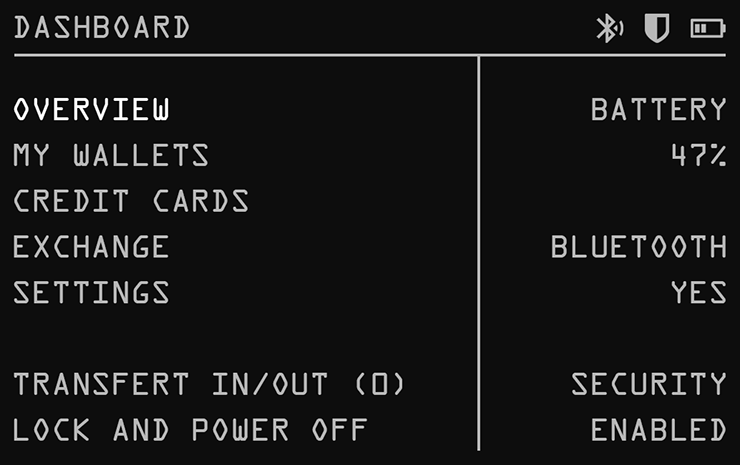 DASHBOARD
OVERVIEW
MY WALLETS
CREDIT CARDS
EXCHANGE
SETTINGS
TRANSFERT IN/OUT (0)
LOCK AND POWER OFF
BATTERY
47%
BLUETOOTH
YES
SECURITY
ENABLED